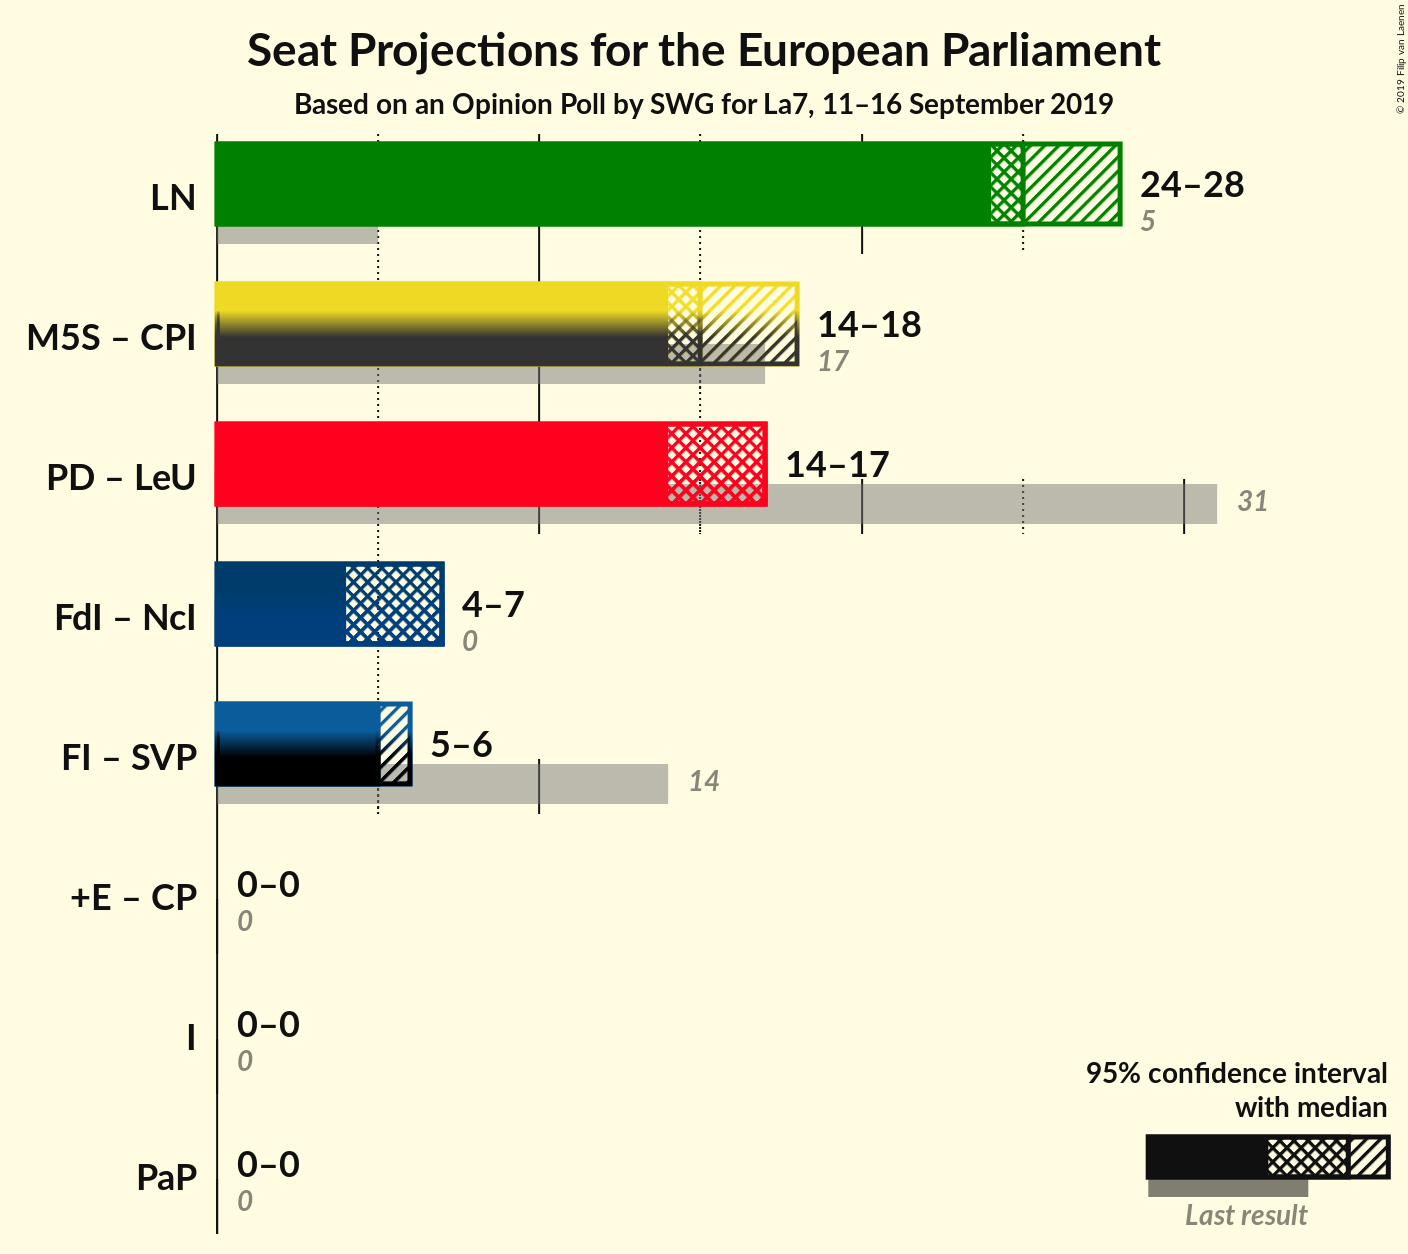 Seat Projections for the European Parliament
Based on an Opinion Poll by SWG for La7, 11–16 September 2019
© 2019 Filip van Laenen
LN
24–28
5
M5S – CPI
14–18
17
PD – LeU
14–17
31
FdI – NcI
4–7
0
FI – SVP
5–6
14
+E – CP
0–0
0
I
0–0
0
PaP
0–0
0
95% confidence interval
with median
Last result